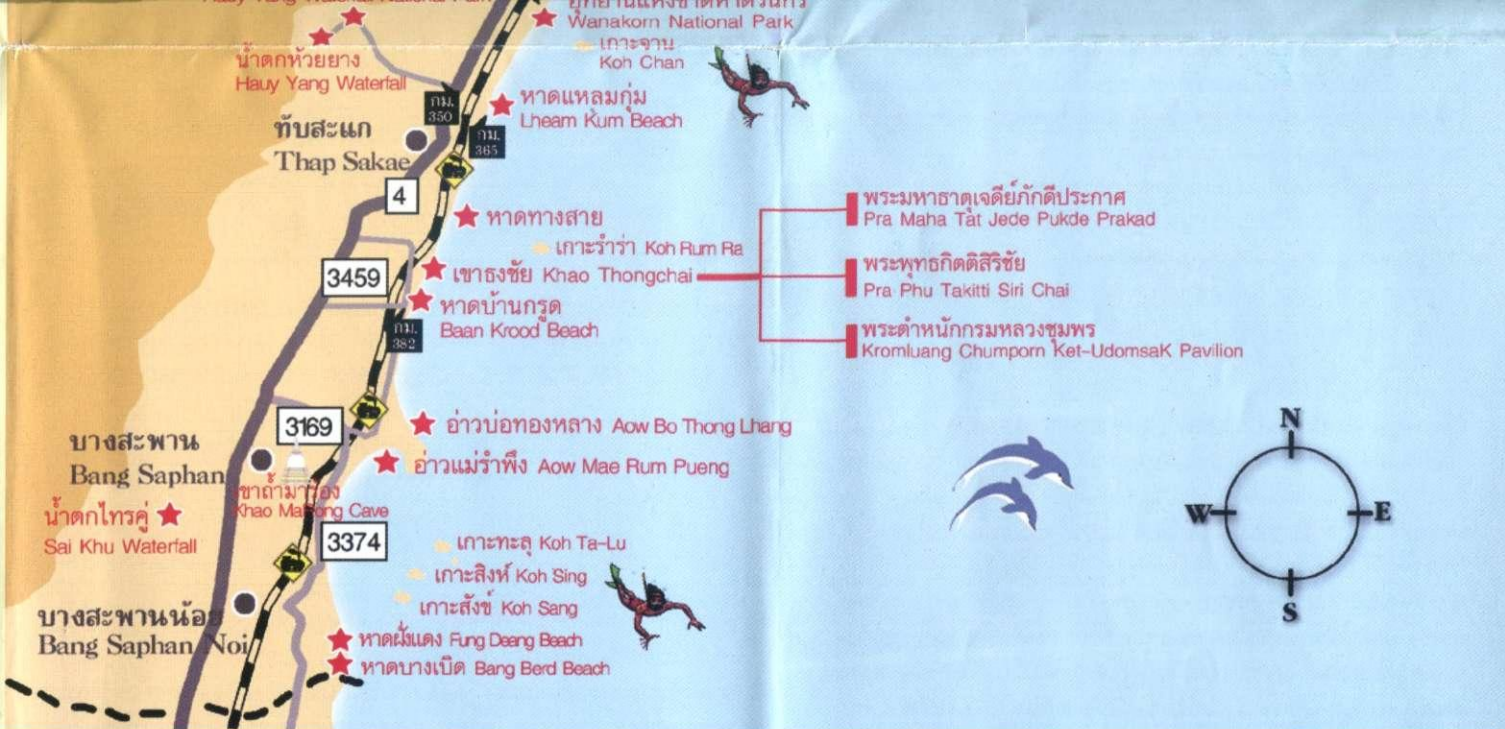 Wanakorn National Park
เกาะจาน
Koh Chan
น้ำตกห้วยยาง
Hauy Yang Waterfall
กม.
350
หาดแหลมกุ่ม
Lheam Kum Beach
กม.
365
ทับสะแก
Thap Sakae
4
หาดทางสาย
เกาะรำร่า Koh Rum Ra
3459
เขาธงชัย Khao Thongchai
พระมหาธาตุเจดีย์ภักดีประกาศ
Pra Maha Tat Jede Pukde Prakad
พระพุทธกิตติสิริชัย
Pra Phu Takitti Siri Chai
พระตำหนักกรมหลวงชุมพร
Kromluang Chumporn Ket-UdomsaK Pavilion
หาดบ้านกรูด
Baan Krood Beach
กม.
382
3169
อ่าวบ่อทองหลาง Aow Bo Thong Lhang
บางสะพาน
Bang Saphan
อ่าวแม่รำพึง Aow Mae Rum Pueng
Khao Cave
น้ำตกไทรคู่
Sai Khu Waterfall
3374
เกาะทะลุ Koh Ta-Lu
เกาะสิงห์ Koh Sing
เกาะสังข์ Koh Sang
บางสะพานน้อย
Bang Saphan Noi
หาดฝั่งแดง Fung Deang Beach
หาดบางเบิด Bang Berd Beach
N
W
E
S